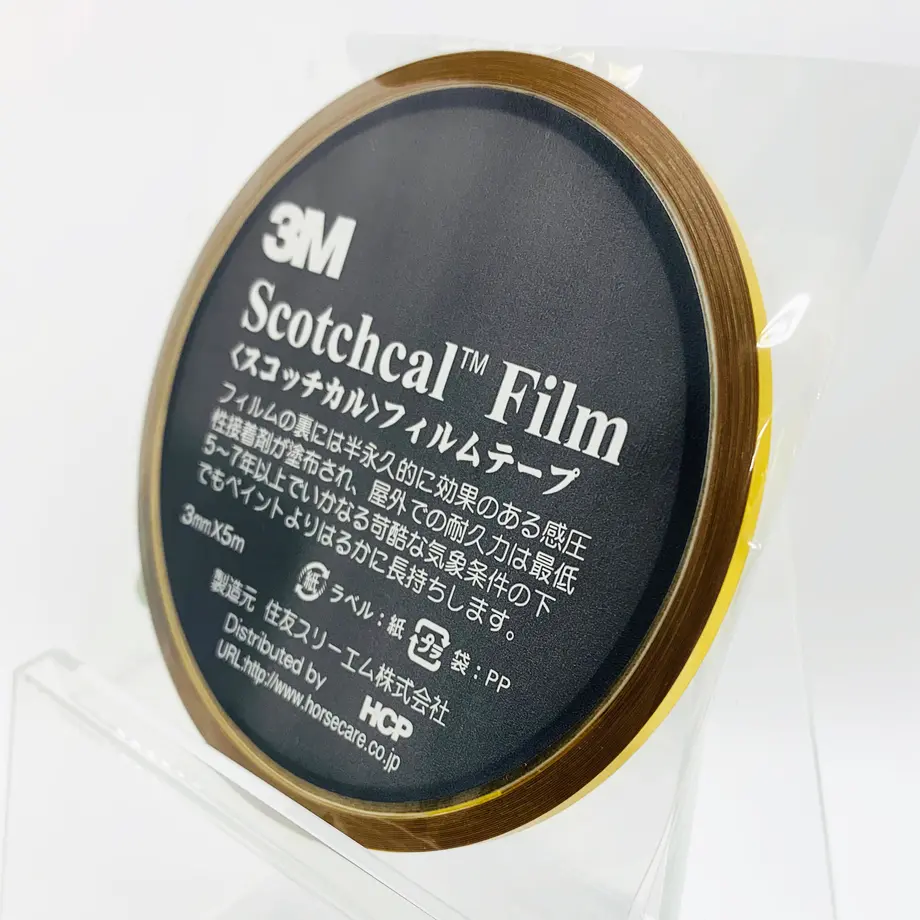 3M
Scotchcal™ Film
〈スコッチカル〉フィルムテープ
フィルムの裏には半永久的に効果のある感圧
性接着剤が塗布され、屋外での耐久力は最低
5〜7年以上でいかなる苛酷な気象条件の下
でもペイントよりはるかに長持ちします。
3mmX5m
紙 ラベル：紙 プラ 袋：PP
製造元 住友スリーエム株式会社
Distributed by HCP
URL:http://www.horsecare.co.jp